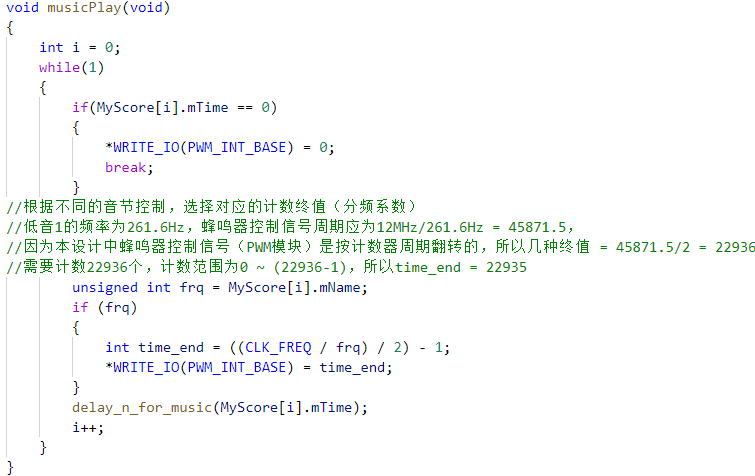 void musicPlay(void)
{
    int i = 0;
    while(1)
    {
        if(MyScore[i].mTime == 0)
        {
            *WRITE_IO(PWM_INT_BASE) = 0;
            break;
        }
//根据不同的音节控制，选择对应的计数终值（分频系数）
//低音1的频率为261.6Hz，蜂鸣器控制信号周期应为12MHz/261.6Hz = 45871.5，
//因为本设计中蜂鸣器控制信号（PWM模块）是按计数器周期翻转的，所以几种终值 = 45871.5/2 = 22936
//需要计数22936个，计数范围为0 ~ (22936-1)，所以time_end = 22935
        unsigned int frq = MyScore[i].mName;
        if (frq)
        {
            int time_end = ((CLK_FREQ / frq) / 2) - 1;
            *WRITE_IO(PWM_INT_BASE) = time_end;
        }
        delay_n_for_music(MyScore[i].mTime);
        i++;
    }
}